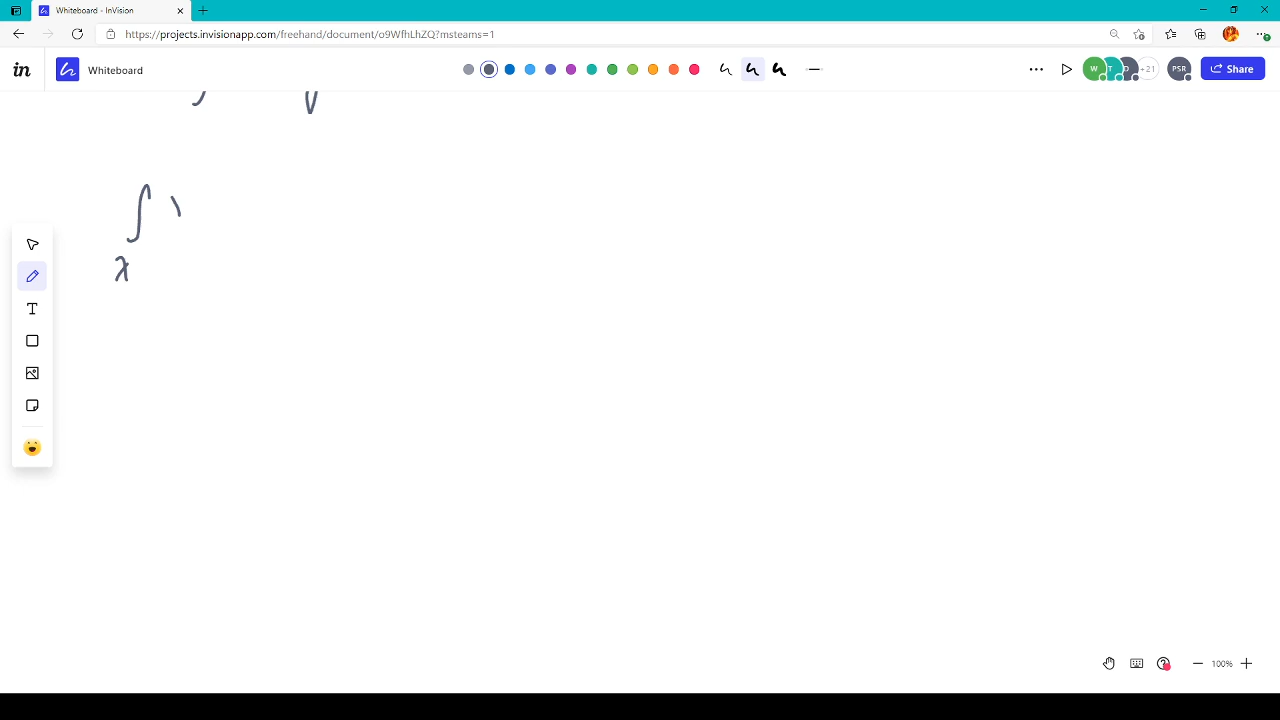 Whiteboard - InVision
https://projects.invisionapp.com/freehand/document/o9WfhLhZQ?msteams=1
in Whiteboard W T +21 PSR Share
∫
x
T
100%